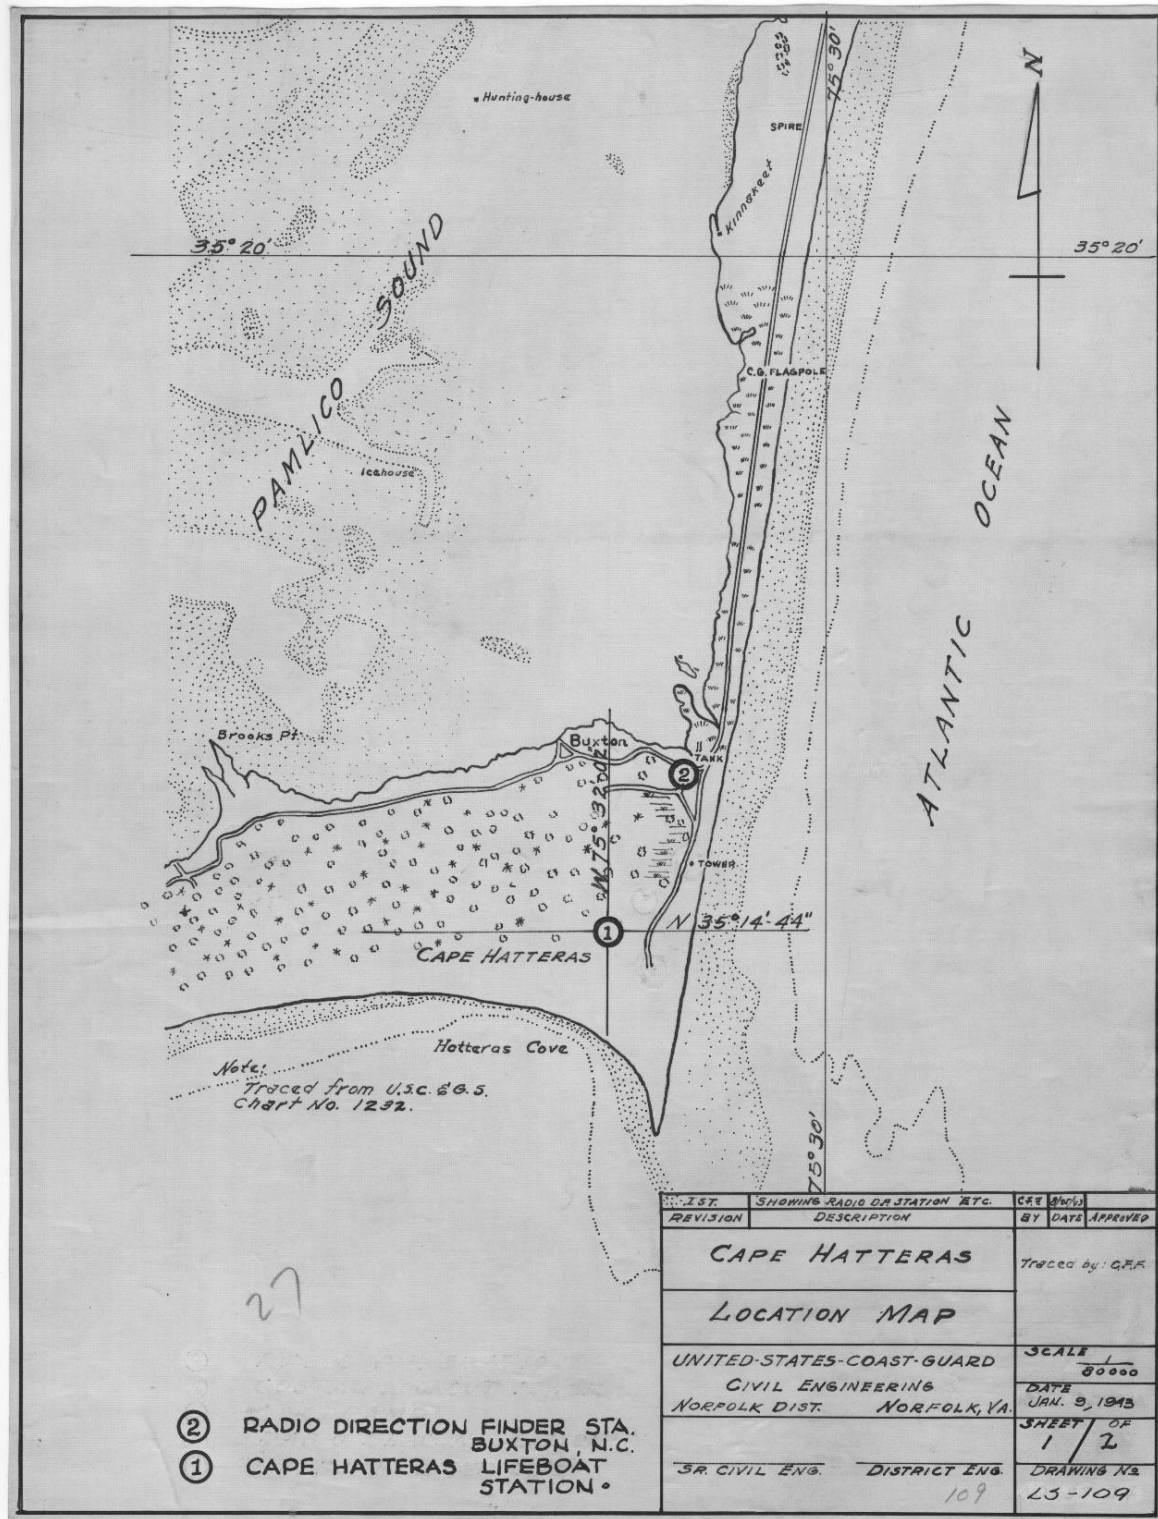 75°30'
N
Hunting-house
SPIRE
Kinnakeet
35°20'
35°20'
PAMLICO SOUND
C.G. FLAGPOLE
Icehouse
ATLANTIC OCEAN
Brooks Pt.
Buxton
TANK
2
W 75° 32' 02"
TOWER
N 35° 14' 44"
1
CAPE HATTERAS
Hatteras Cove
Note:
Traced from U.S.C. & G.S.
Chart No. 1232.
75°30'
27
2 RADIO DIRECTION FINDER STA.
BUXTON, N.C.
1 CAPE HATTERAS LIFEBOAT
STATION.
1ST. SHOWING RADIO DF STATION ETC.
REVISION DESCRIPTION BY DATE APPROVED
CAPE HATTERAS
Traced by: C.F.F.
LOCATION MAP
UNITED-STATES-COAST-GUARD
CIVIL ENGINEERING
NORFOLK DIST. NORFOLK, VA.
SCALE 1/80000
DATE
JAN. 9, 1943
SHEET OF
1 / 2
SR. CIVIL ENG. DISTRICT ENG.
109
DRAWING No
LS-109